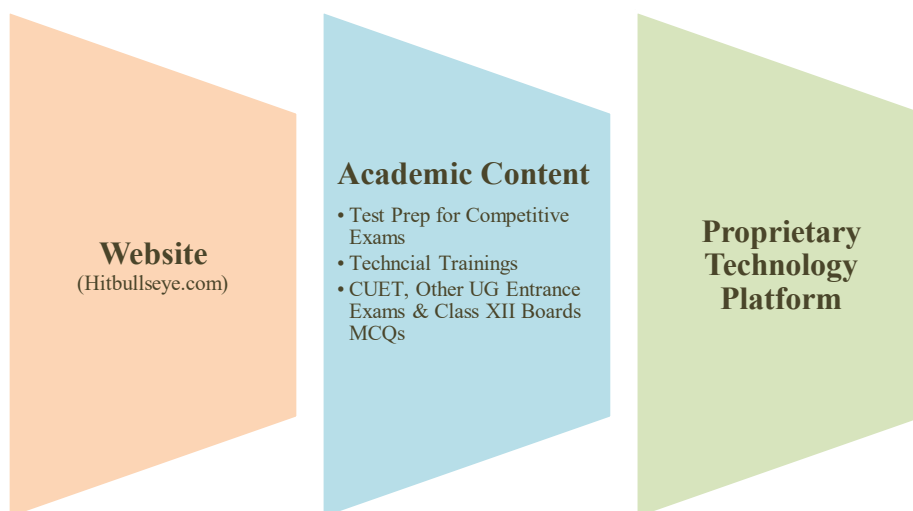 Website
(Hitbullseye.com)
Academic Content
• Test Prep for Competitive
Exams
• Techncial Trainings
• CUET, Other UG Entrance
Exams & Class XII Boards
MCQs
Proprietary
Technology
Platform